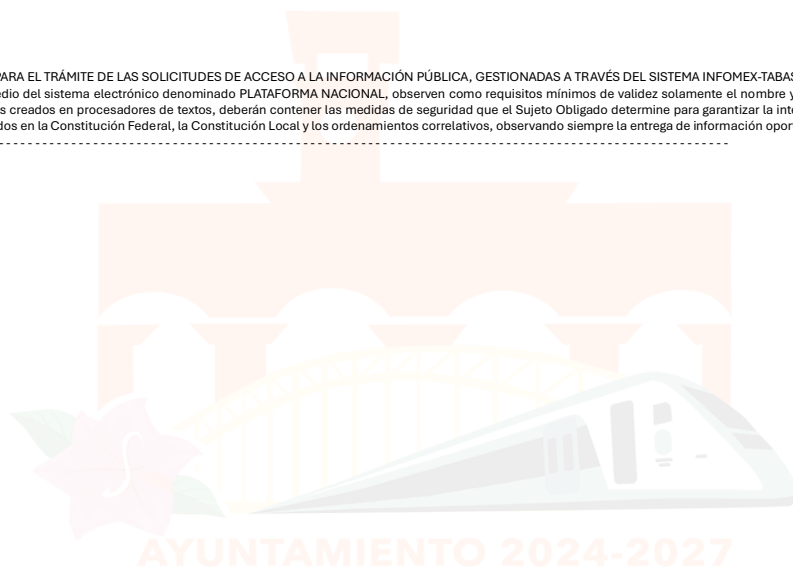 PARA EL TRÁMITE DE LAS SOLICITUDES DE ACCESO A LA INFORMACIÓN PÚBLICA, GESTIONADAS A TRAVÉS DEL SISTEMA INFOMEX-TABAS
edio del sistema electrónico denominado PLATAFORMA NACIONAL, observen como requisitos mínimos de validez solamente el nombre y
s creados en procesadores de textos, deberán contener las medidas de seguridad que el Sujeto Obligado determine para garantizar la inte
dos en la Constitución Federal, la Constitución Local y los ordenamientos correlativos, observando siempre la entrega de información opor
AYUNTAMIENTO 2024-2027